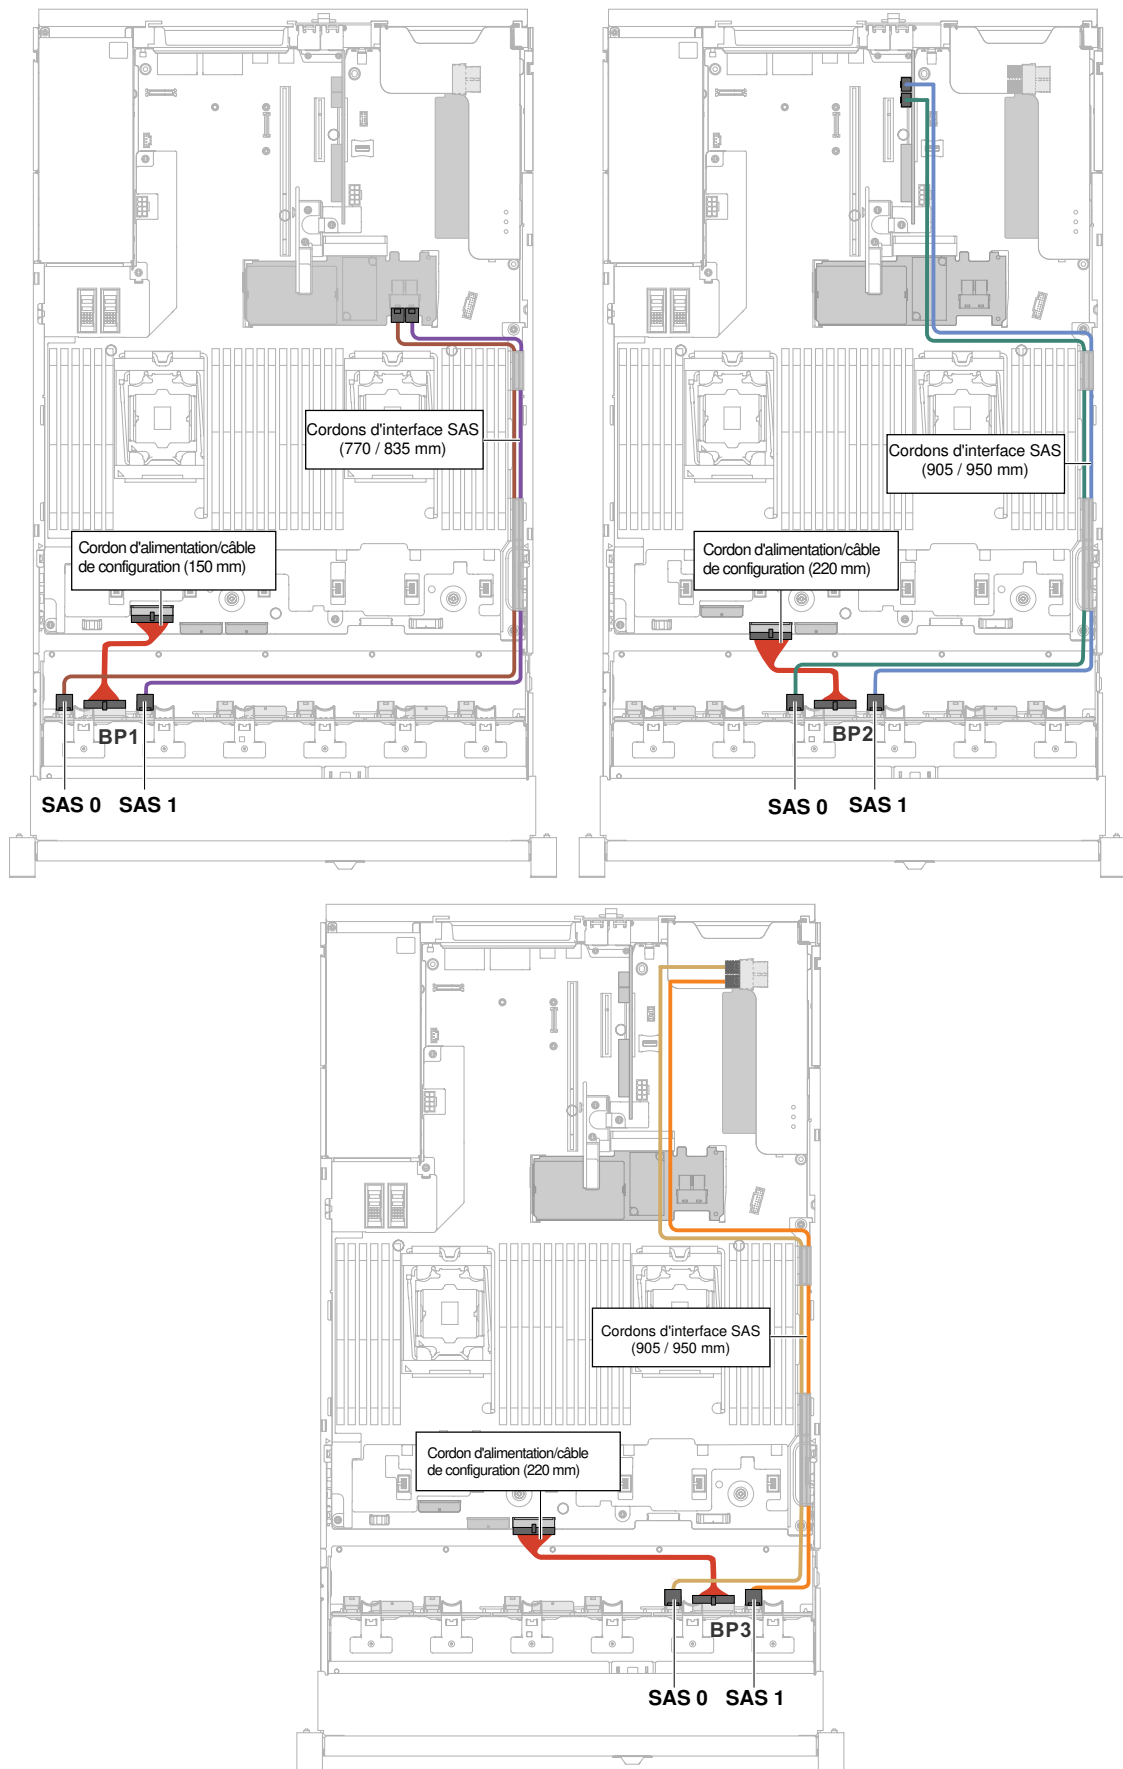 Cordons d'interface SAS
(770 / 835 mm)
Cordon d'alimentation/câble
de configuration (150 mm)
BP1
SAS 0 SAS 1
Cordons d'interface SAS
(905 / 950 mm)
Cordon d'alimentation/câble
de configuration (220 mm)
BP2
SAS 0 SAS 1
Cordons d'interface SAS
(905 / 950 mm)
Cordon d'alimentation/câble
de configuration (220 mm)
BP3
SAS 0 SAS 1